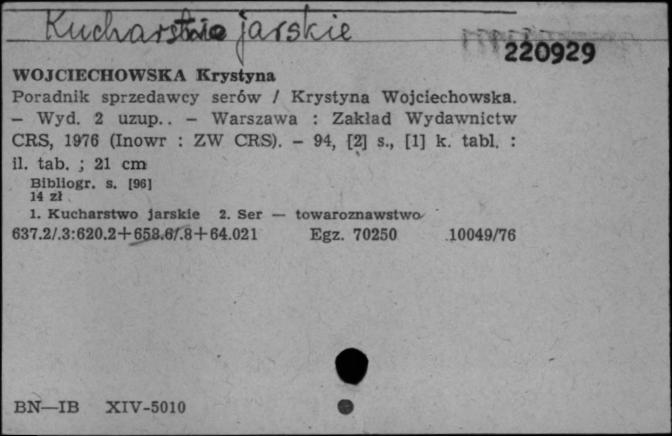 Kucharstwo jarskie
220929
WOJCIECHOWSKA Krystyna
Poradnik sprzedawcy serów / Krystyna Wojciechowska.
— Wyd. 2 uzup.. — Warszawa : Zakład Wydawnictw
CRS, 1976 (Inowr : ZW CRS). — 94, [2] s., [1] k. tabl. :
il. tab. ; 21 cm
Bibliogr. s. [96]
14 zł
1. Kucharstwo jarskie 2. Ser — towaroznawstwo
637.2/.3:620.2+658.6/.8+64.021 Egz. 70250 10049/76
BN—IB XIV-5010